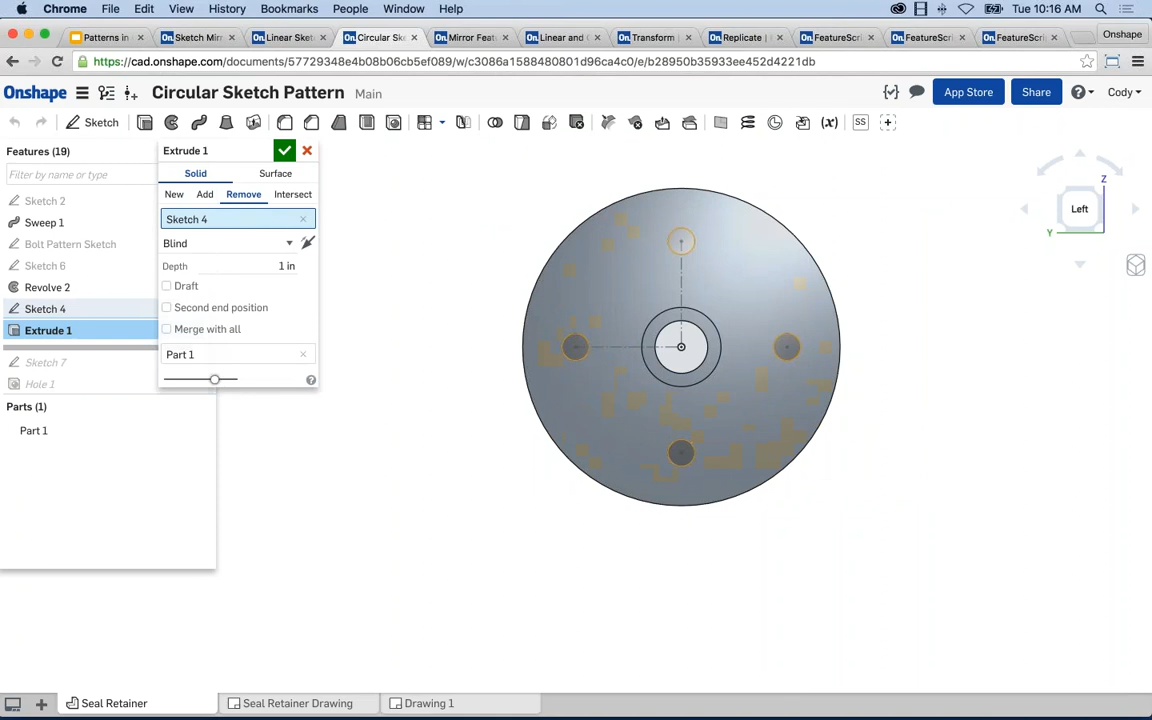 Chrome File Edit View History Bookmarks People Window Help Tue 10:16 AM
Patterns in Sketch Mir Linear Sket Circular Ske Mirror Feat Linear and Transform Replicate FeatureScri FeatureScri FeatureScri Onshape
https://cad.onshape.com/documents/57729348e4b08b06cb5ef089/w/c3086a1588480801d96ca4c0/e/b28950b35933ee452d4221db
Onshape Circular Sketch Pattern Main App Store Share Cody
Sketch (x) SS
Features (19)
Filter by name or type
Sketch 2
Sweep 1
Bolt Pattern Sketch
Sketch 6
Revolve 2
Sketch 4
Extrude 1
Sketch 7
Hole 1
Parts (1)
Part 1
Extrude 1
Solid Surface
New Add Remove Intersect
Sketch 4
Blind
Depth 1 in
Draft
Second end position
Merge with all
Part 1
Z
Left
Y
Seal Retainer Seal Retainer Drawing Drawing 1